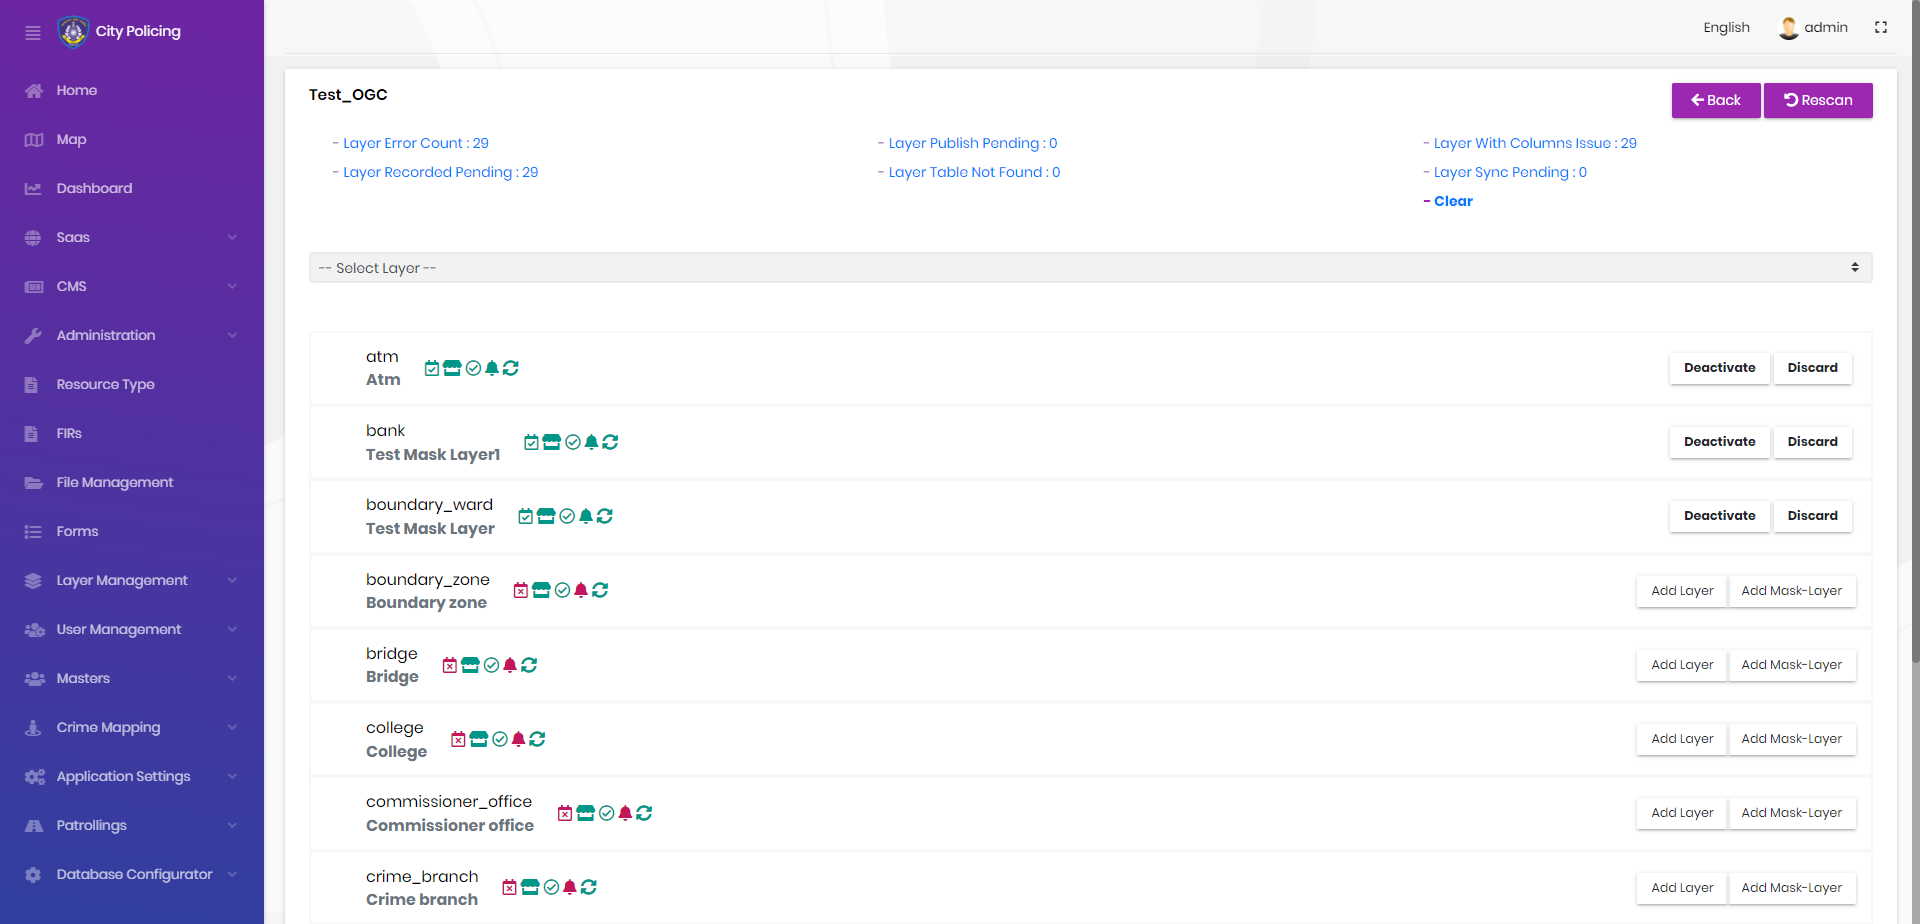 City Policing
Home
Map
Dashboard
Saas
CMS
Administration
Resource Type
FIRs
File Management
Forms
Layer Management
User Management
Masters
Crime Mapping
Application Settings
Patrollings
Database Configurator
English
admin
Test_OGC
Back
Rescan
- Layer Error Count : 29
- Layer Publish Pending : 0
- Layer With Columns Issue : 29
- Layer Recorded Pending : 29
- Layer Table Not Found : 0
- Layer Sync Pending : 0
- Clear
-- Select Layer --
atm
Atm
Deactivate
Discard
bank
Test Mask Layer1
Deactivate
Discard
boundary_ward
Test Mask Layer
Deactivate
Discard
boundary_zone
Boundary zone
Add Layer
Add Mask-Layer
bridge
Bridge
Add Layer
Add Mask-Layer
college
College
Add Layer
Add Mask-Layer
commissioner_office
Commissioner office
Add Layer
Add Mask-Layer
crime_branch
Crime branch
Add Layer
Add Mask-Layer